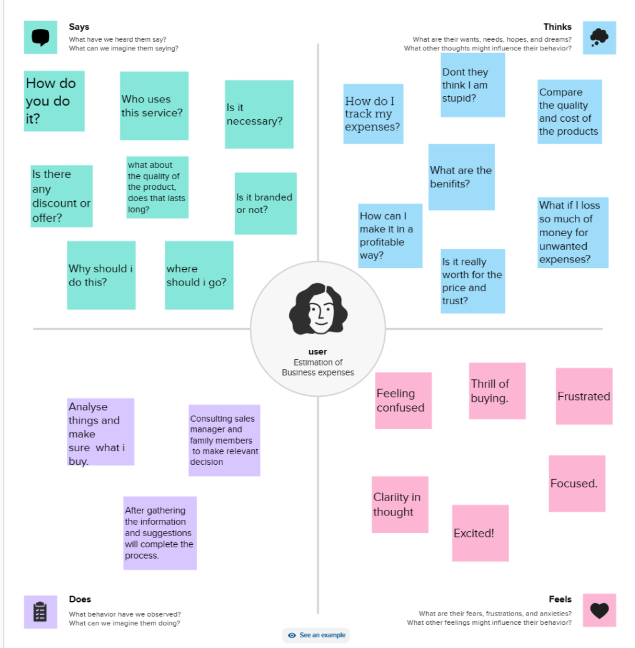 Says
What have we heard them say?
What can we imagine them saying?
Thinks
What are their wants, needs, hopes, and dreams?
What other thoughts might influence their behavior?
How do
you do
it?
Who uses
this service?
Is it
necessary?
Is there
any
discount or
offer?
what about
the quality of
the product,
does that lasts
long?
Is it branded
or not?
Why should i
do this?
where
should i go?
How do I
track my
expenses?
Dont they
think I am
stupid?
Compare
the quality
and cost of
the products
What are the
benifits?
How can I
make it in a
profitable
way?
What if I loss
so much of
money for
unwanted
expenses?
Is it really
worth for the
price and
trust?
user
Estimation of
Business expenses
Analyse
things and
make
sure what i
buy.
Consulting sales
manager and
family members
to make relevant
decision
After gathering
the information
and suggestions
will complete the
process.
Feeling
confused
Thrill of
buying.
Frustrated
Clariity in
thought
Excited!
Focused.
Does
What behavior have we observed?
What can we imagine them doing?
Feels
What are their fears, frustrations, and anxieties?
What other feelings might influence their behavior?
See an example